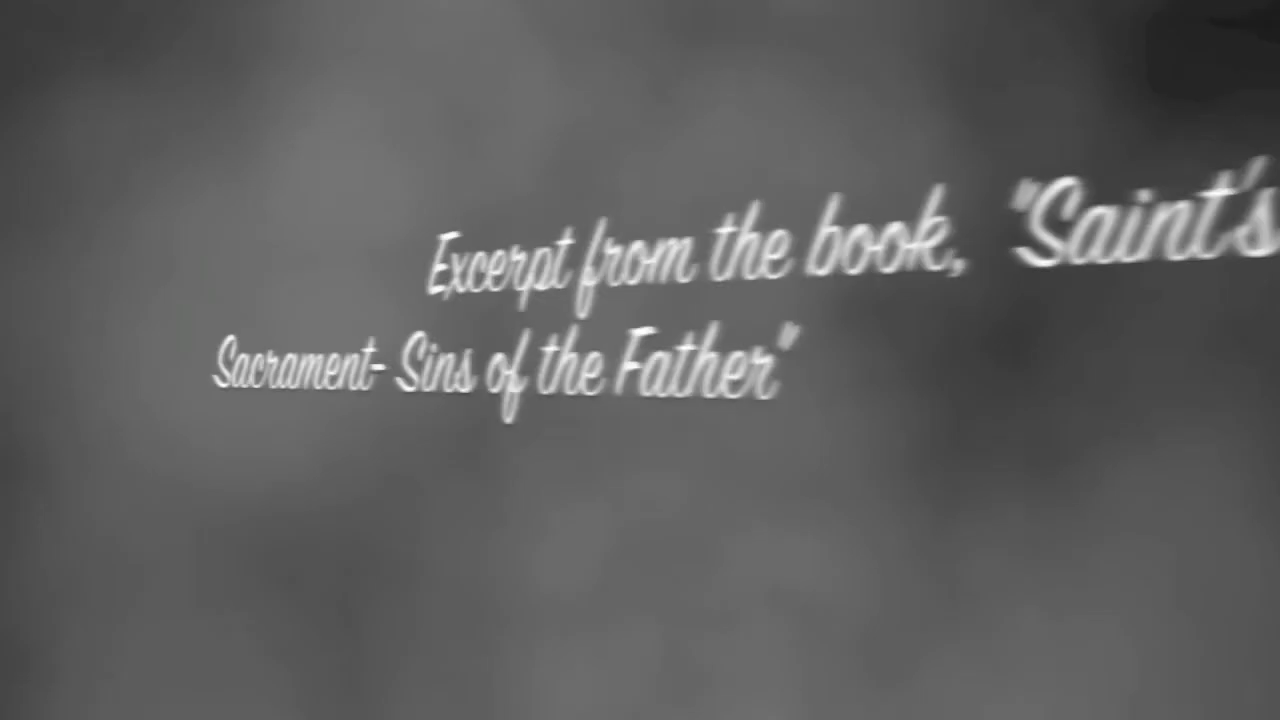 Excerpt from the book, "Saint's
Sacrament- Sins of the Father"